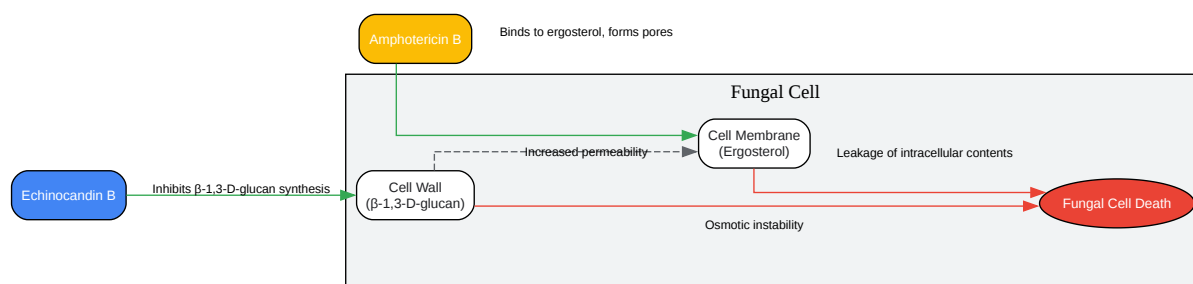 Amphotericin B
Binds to ergosterol, forms pores
Fungal Cell
Cell Membrane
(Ergosterol)
Increased permeability
Leakage of intracellular contents
Echinocandin B
Inhibits β-1,3-D-glucan synthesis
Cell Wall
(β-1,3-D-glucan)
Fungal Cell Death
Osmotic instability